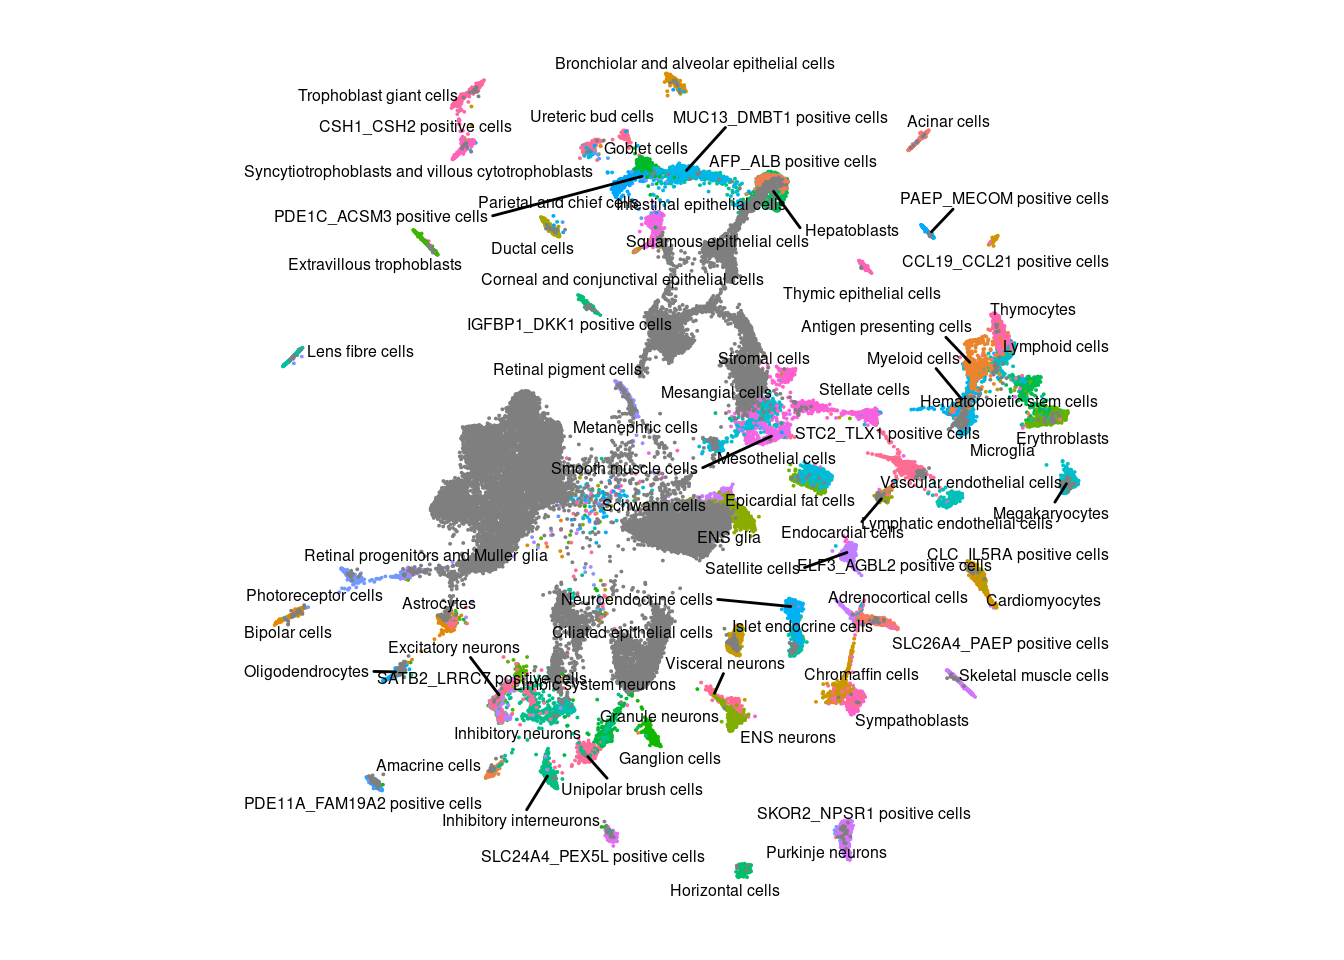 Bronchiolar and alveolar epithelial cells
Trophoblast giant cells
Ureteric bud cells
MUC13_DMBT1 positive cells
CSH1_CSH2 positive cells
Acinar cells
Goblet cells
AFP_ALB positive cells
Syncytiotrophoblasts and villous cytotrophoblasts
PAEP_MECOM positive cells
Parietal and chief cells
Intestinal epithelial cells
PDE1C_ACSM3 positive cells
Hepatoblasts
Squamous epithelial cells
Ductal cells
CCL19_CCL21 positive cells
Extravillous trophoblasts
Corneal and conjunctival epithelial cells
Thymic epithelial cells
Thymocytes
IGFBP1_DKK1 positive cells
Antigen presenting cells
Lymphoid cells
Lens fibre cells
Stromal cells
Myeloid cells
Retinal pigment cells
Mesangial cells
Stellate cells
Hematopoietic stem cells
Metanephric cells
STC2_TLX1 positive cells
Erythroblasts
Microglia
Mesothelial cells
Smooth muscle cells
Vascular endothelial cells
Epicardial fat cells
Schwann cells
Megakaryocytes
Lymphatic endothelial cells
Endocardial cells
ENS glia
Retinal progenitors and Muller glia
CLC_IL5RA positive cells
Satellite cells
ELF3_AGBL2 positive cells
Photoreceptor cells
Astrocytes
Neuroendocrine cells
Adrenocortical cells
Cardiomyocytes
Bipolar cells
Ciliated epithelial cells
Islet endocrine cells
SLC26A4_PAEP positive cells
Excitatory neurons
Visceral neurons
Oligodendrocytes
SATB2_LRRC7 positive cells
Limbic system neurons
Chromaffin cells
Skeletal muscle cells
Granule neurons
Sympathoblasts
Inhibitory neurons
ENS neurons
Ganglion cells
Amacrine cells
Unipolar brush cells
PDE11A_FAM19A2 positive cells
Inhibitory interneurons
SKOR2_NPSR1 positive cells
SLC24A4_PEX5L positive cells
Purkinje neurons
Horizontal cells